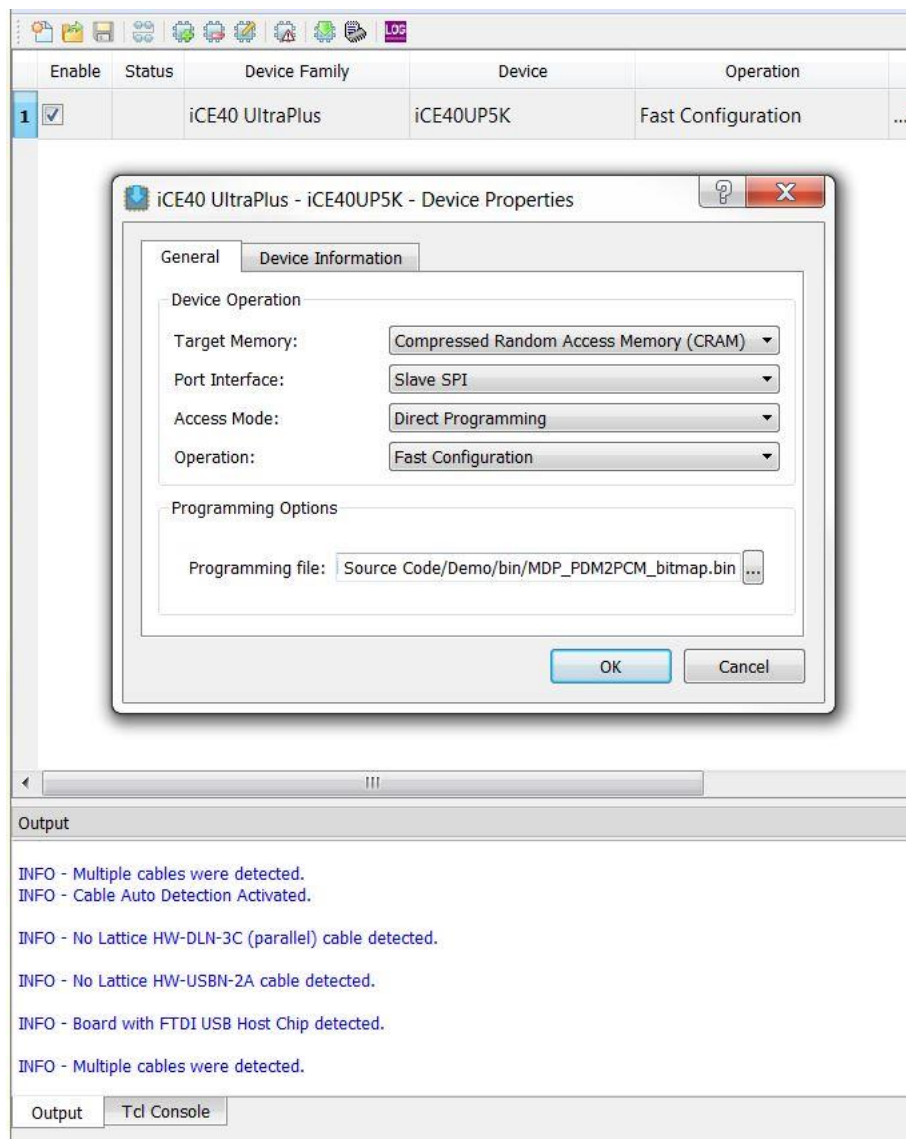 LOG
Enable Status Device Family Device Operation
1 iCE40 UltraPlus iCE40UP5K Fast Configuration ...
iCE40 UltraPlus - iCE40UP5K - Device Properties
General Device Information
Device Operation
Target Memory: Compressed Random Access Memory (CRAM)
Port Interface: Slave SPI
Access Mode: Direct Programming
Operation: Fast Configuration
Programming Options
Programming file: Source Code/Demo/bin/MDP_PDM2PCM_bitmap.bin ...
OK Cancel
Output
INFO - Multiple cables were detected.
INFO - Cable Auto Detection Activated.
INFO - No Lattice HW-DLN-3C (parallel) cable detected.
INFO - No Lattice HW-USBN-2A cable detected.
INFO - Board with FTDI USB Host Chip detected.
INFO - Multiple cables were detected.
Output Tcl Console